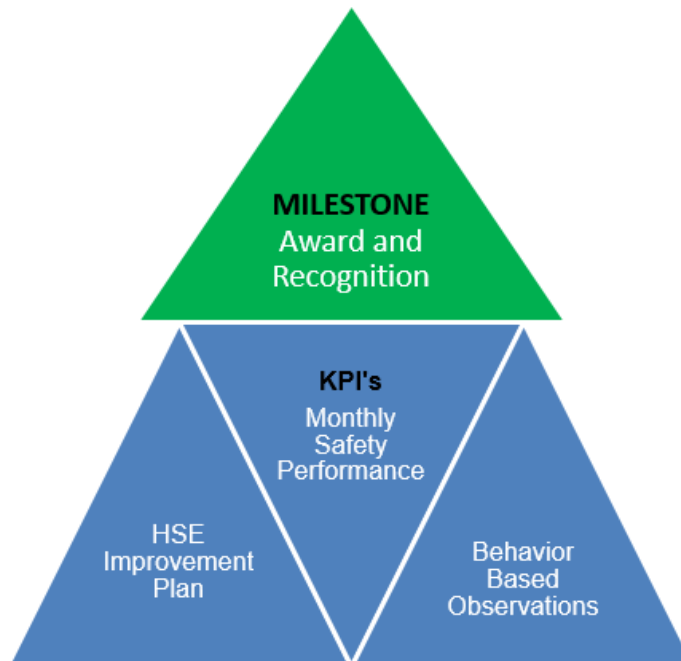 MILESTONE
Award and
Recognition
KPI's
Monthly
Safety
Performance
HSE
Improvement
Plan
Behavior
Based
Observations